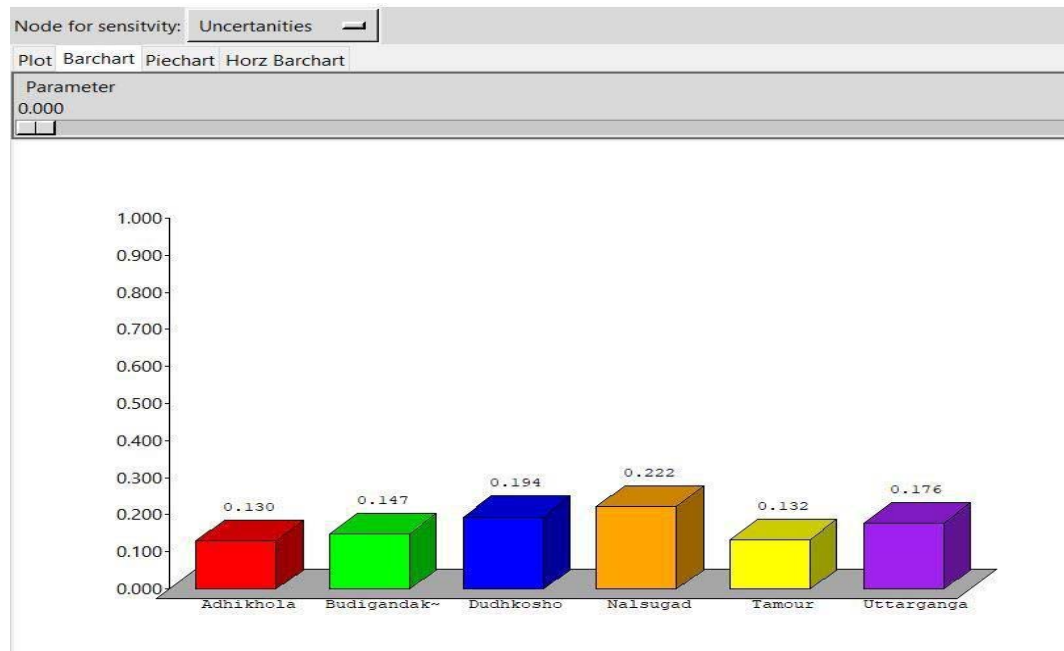 Node for sensitvity: Uncertanities
Plot Barchart Piechart Horz Barchart
Parameter
0.000
1.000
0.900
0.800
0.700
0.600
0.500
0.400
0.300
0.200
0.100
0.000
0.130 0.147 0.194 0.222 0.132 0.176
Adhikhola Budigandak~ Dudhkosho Nalsugad Tamour Uttarganga